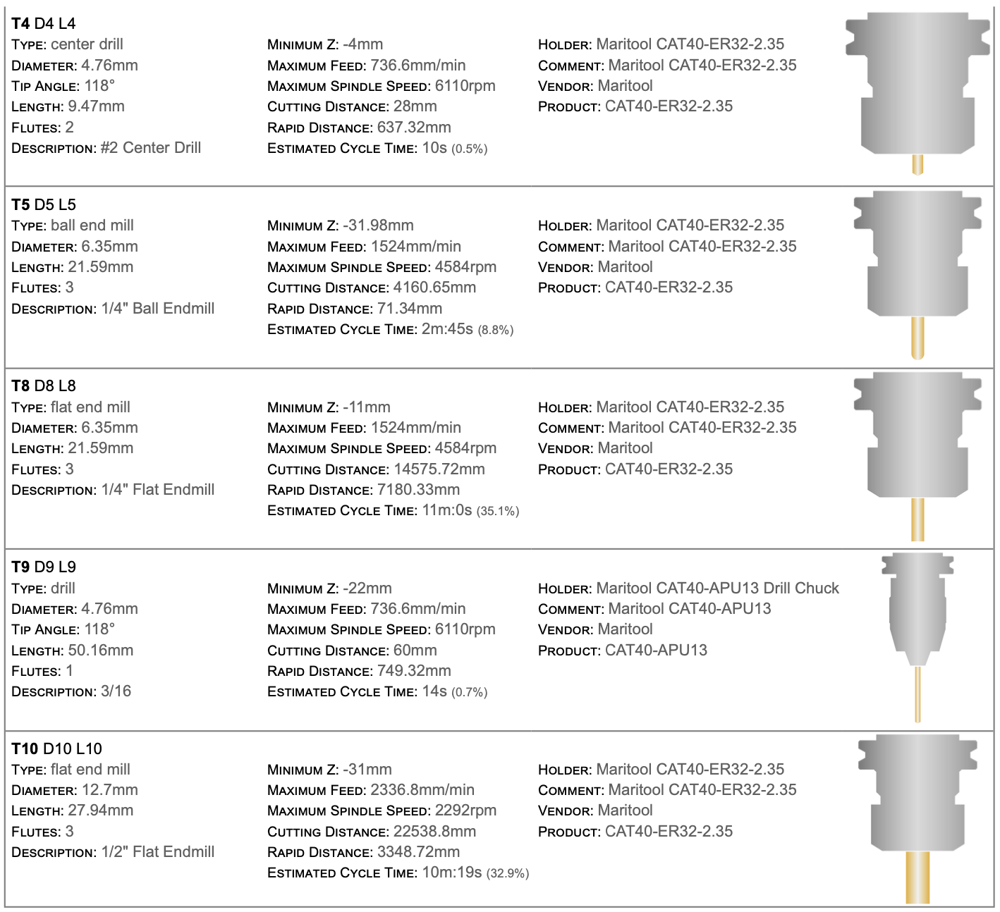 T4 D4 L4
Type: center drill
Diameter: 4.76mm
Tip Angle: 118°
Length: 9.47mm
Flutes: 2
Description: #2 Center Drill
Minimum Z: -4mm
Maximum Feed: 736.6mm/min
Maximum Spindle Speed: 6110rpm
Cutting Distance: 28mm
Rapid Distance: 637.32mm
Estimated Cycle Time: 10s (0.5%)
Holder: Maritool CAT40-ER32-2.35
Comment: Maritool CAT40-ER32-2.35
Vendor: Maritool
Product: CAT40-ER32-2.35
T5 D5 L5
Type: ball end mill
Diameter: 6.35mm
Length: 21.59mm
Flutes: 3
Description: 1/4" Ball Endmill
Minimum Z: -31.98mm
Maximum Feed: 1524mm/min
Maximum Spindle Speed: 4584rpm
Cutting Distance: 4160.65mm
Rapid Distance: 71.34mm
Estimated Cycle Time: 2m:45s (8.8%)
Holder: Maritool CAT40-ER32-2.35
Comment: Maritool CAT40-ER32-2.35
Vendor: Maritool
Product: CAT40-ER32-2.35
T8 D8 L8
Type: flat end mill
Diameter: 6.35mm
Length: 21.59mm
Flutes: 3
Description: 1/4" Flat Endmill
Minimum Z: -11mm
Maximum Feed: 1524mm/min
Maximum Spindle Speed: 4584rpm
Cutting Distance: 14575.72mm
Rapid Distance: 7180.33mm
Estimated Cycle Time: 11m:0s (35.1%)
Holder: Maritool CAT40-ER32-2.35
Comment: Maritool CAT40-ER32-2.35
Vendor: Maritool
Product: CAT40-ER32-2.35
T9 D9 L9
Type: drill
Diameter: 4.76mm
Tip Angle: 118°
Length: 50.16mm
Flutes: 1
Description: 3/16
Minimum Z: -22mm
Maximum Feed: 736.6mm/min
Maximum Spindle Speed: 6110rpm
Cutting Distance: 60mm
Rapid Distance: 749.32mm
Estimated Cycle Time: 14s (0.7%)
Holder: Maritool CAT40-APU13 Drill Chuck
Comment: Maritool CAT40-APU13
Vendor: Maritool
Product: CAT40-APU13
T10 D10 L10
Type: flat end mill
Diameter: 12.7mm
Length: 27.94mm
Flutes: 3
Description: 1/2" Flat Endmill
Minimum Z: -31mm
Maximum Feed: 2336.8mm/min
Maximum Spindle Speed: 2292rpm
Cutting Distance: 22538.8mm
Rapid Distance: 3348.72mm
Estimated Cycle Time: 10m:19s (32.9%)
Holder: Maritool CAT40-ER32-2.35
Comment: Maritool CAT40-ER32-2.35
Vendor: Maritool
Product: CAT40-ER32-2.35